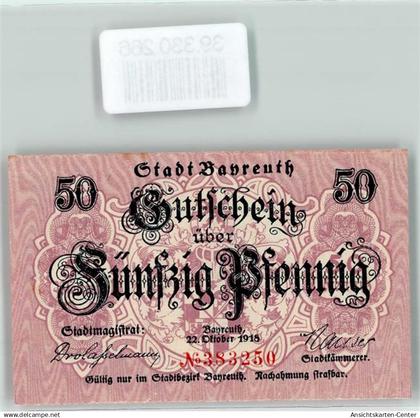 39.330.266
Stadt Bayreuth
50 50
Gutschein
über
Fünfzig Pfennig
Stadtmagistrat: Bayreuth, 22. Oktober 1918
№383250 Stadtkämmerer.
Gültig nur im Stadtbezirk Bayreuth. Nachahmung strafbar.
https://www.delcampe.net
Ansichtskarten-Center